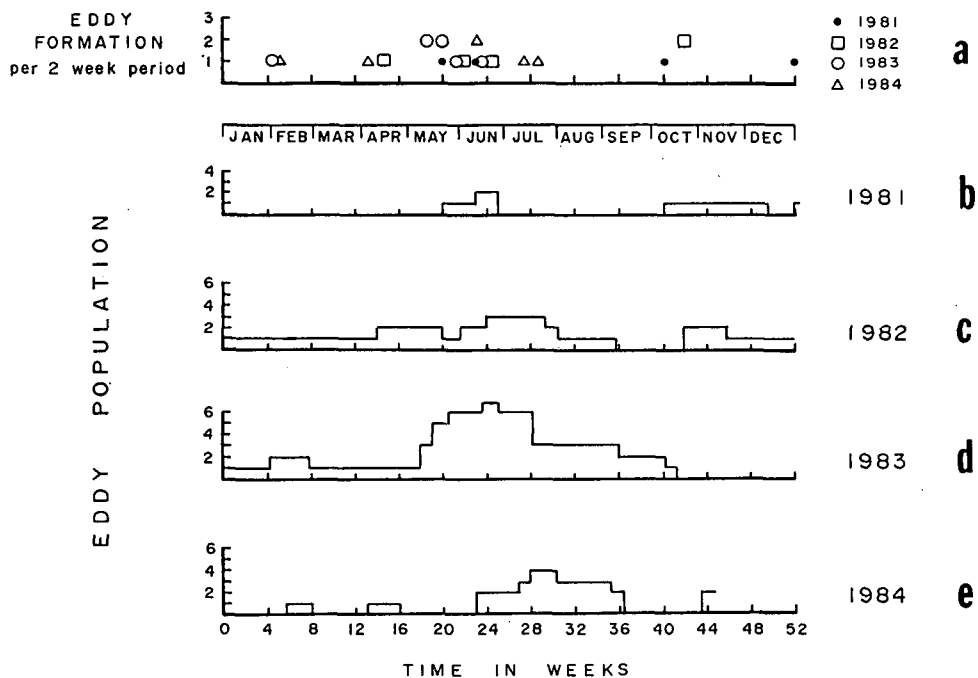 EDDY
FORMATION
per 2 week period
3
2
1
1981
1982
1983
1984
a
JAN FEB MAR APR MAY JUN JUL AUG SEP OCT NOV DEC
EDDY POPULATION
4
2
1981
b
6
4
2
1982
c
6
4
2
1983
d
6
4
2
1984
e
0 4 8 12 16 20 24 28 32 36 40 44 48 52
TIME IN WEEKS